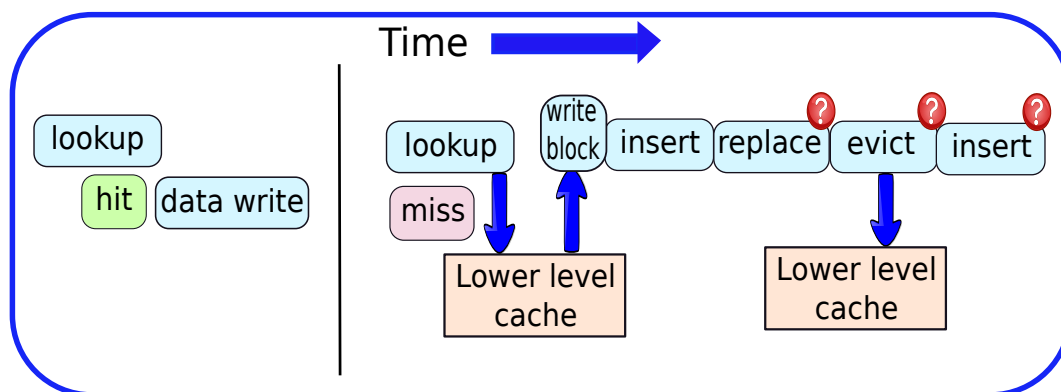 Time
lookup
hit
data write
lookup
miss
write
block
insert
replace
?
evict
?
insert
?
Lower level
cache
Lower level
cache